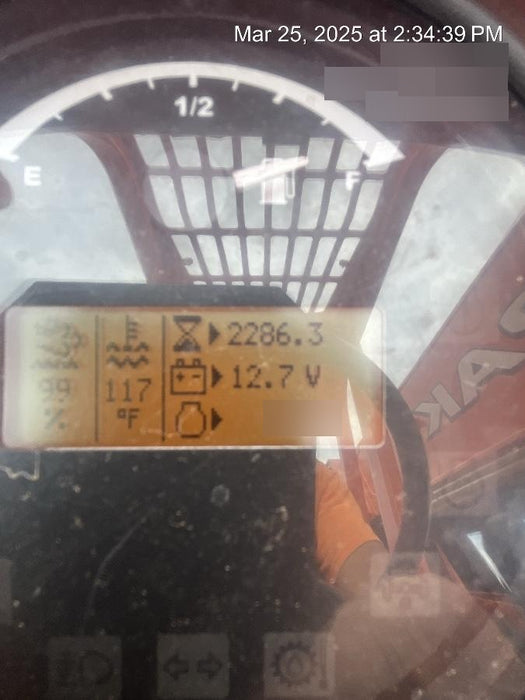 Mar 25, 2025 at 2:34:39 PM
1/2
E
F
2286.3
99
117
12.7 V
%
°F